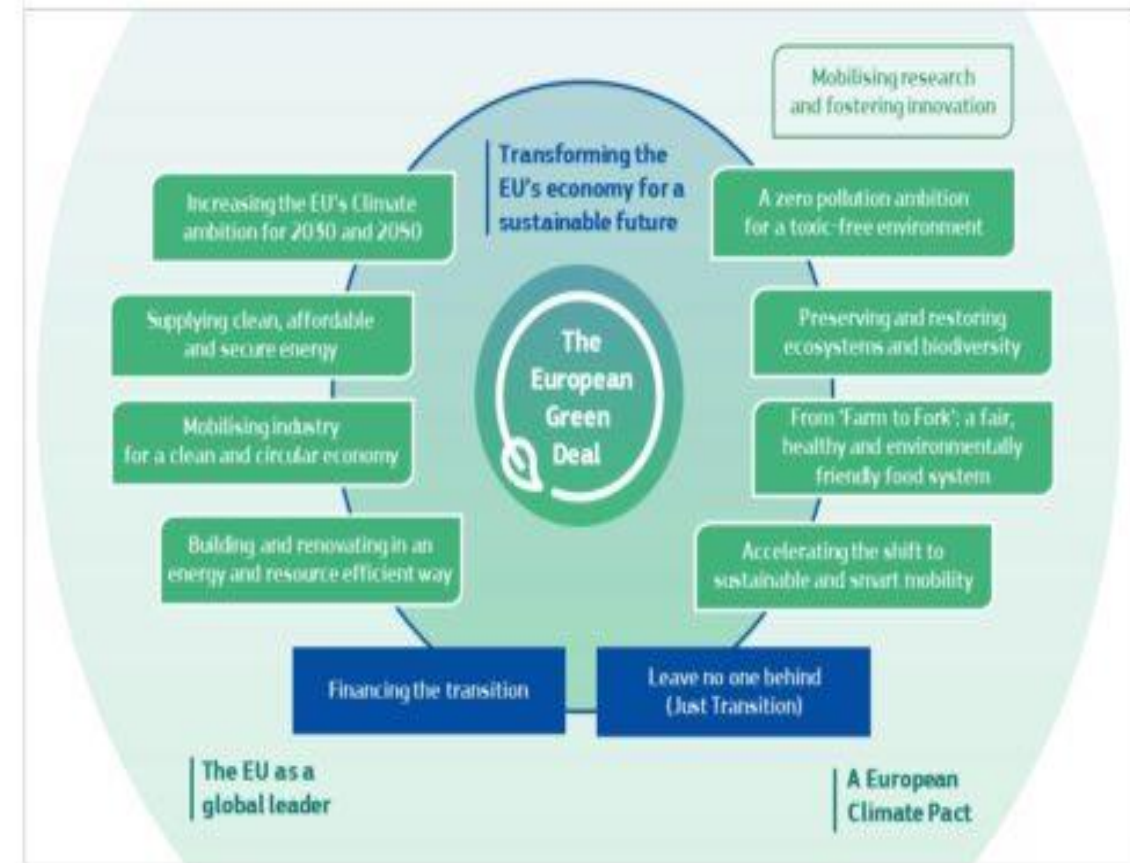 Mobilising research
and fostering innovation
Transforming the
EU's economy for a
sustainable future
Increasing the EU's Climate
ambition for 2030 and 2050
A zero pollution ambition
for a toxic-free environment
Supplying clean, affordable
and secure energy
Preserving and restoring
ecosystems and biodiversity
The
European
Green
Deal
Mobilising industry
for a clean and circular economy
From 'Farm to Fork': a fair,
healthy and environmentally
friendly food system
Building and renovating in an
energy and resource efficient way
Accelerating the shift to
sustainable and smart mobility
Financing the transition
Leave no one behind
(Just Transition)
The EU as a
global leader
A European
Climate Pact